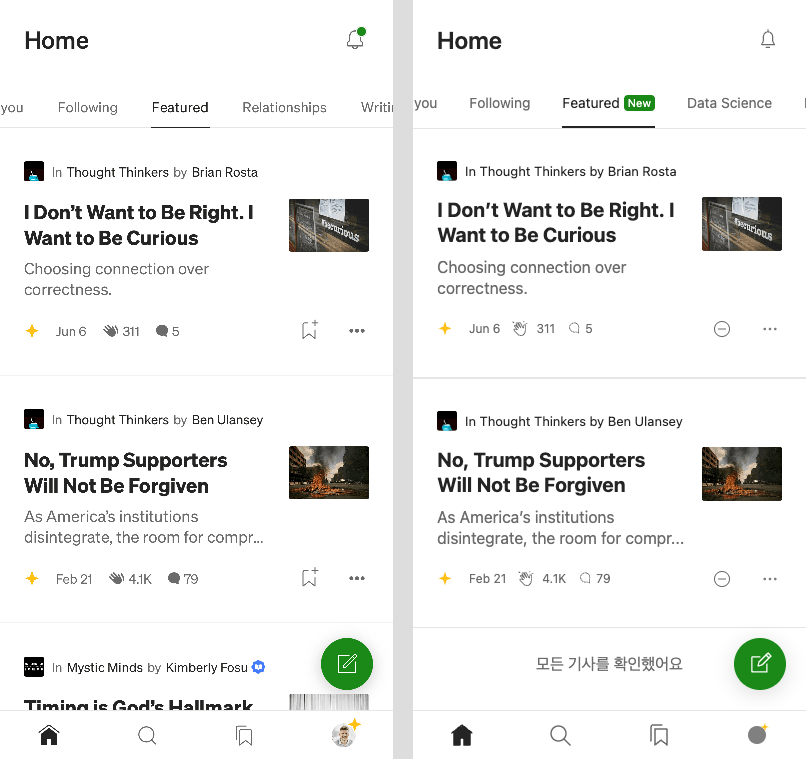 Home
you Following Featured Relationships
In Thought Thinkers by Brian Rosta
I Don't Want to Be Right. I
Want to Be Curious
Choosing connection over
correctness.
Jun 6 311 5
In Thought Thinkers by Ben Ulansey
No, Trump Supporters
Will Not Be Forgiven
As America's institutions
disintegrate, the room for compr...
Feb 21 4.1K 79
In Mystic Minds by Kimberly Fosu
Timing is God's Hallmark
Home
you Following Featured New Data Science
In Thought Thinkers by Brian Rosta
I Don't Want to Be Right. I
Want to Be Curious
Choosing connection over
correctness.
Jun 6 311 5
In Thought Thinkers by Ben Ulansey
No, Trump Supporters
Will Not Be Forgiven
As America's institutions
disintegrate, the room for compr...
Feb 21 4.1K 79
모든 기사를 확인했어요